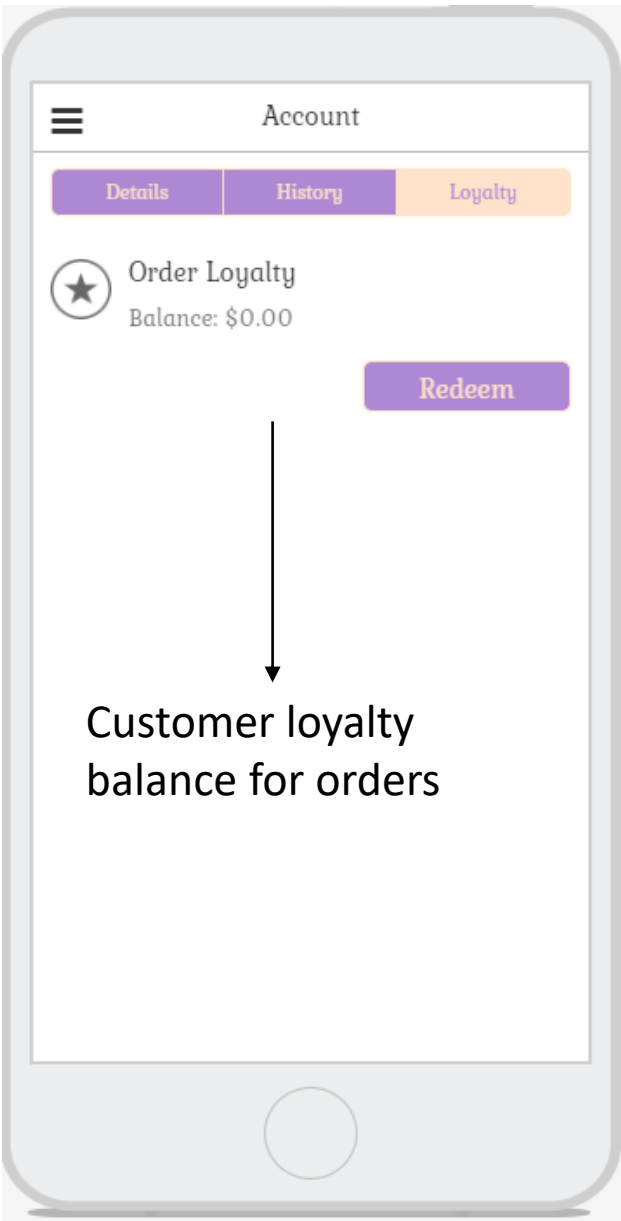 Account
Details History Loyalty
Order Loyalty
Balance: $0.00
Redeem
Customer loyalty
balance for orders